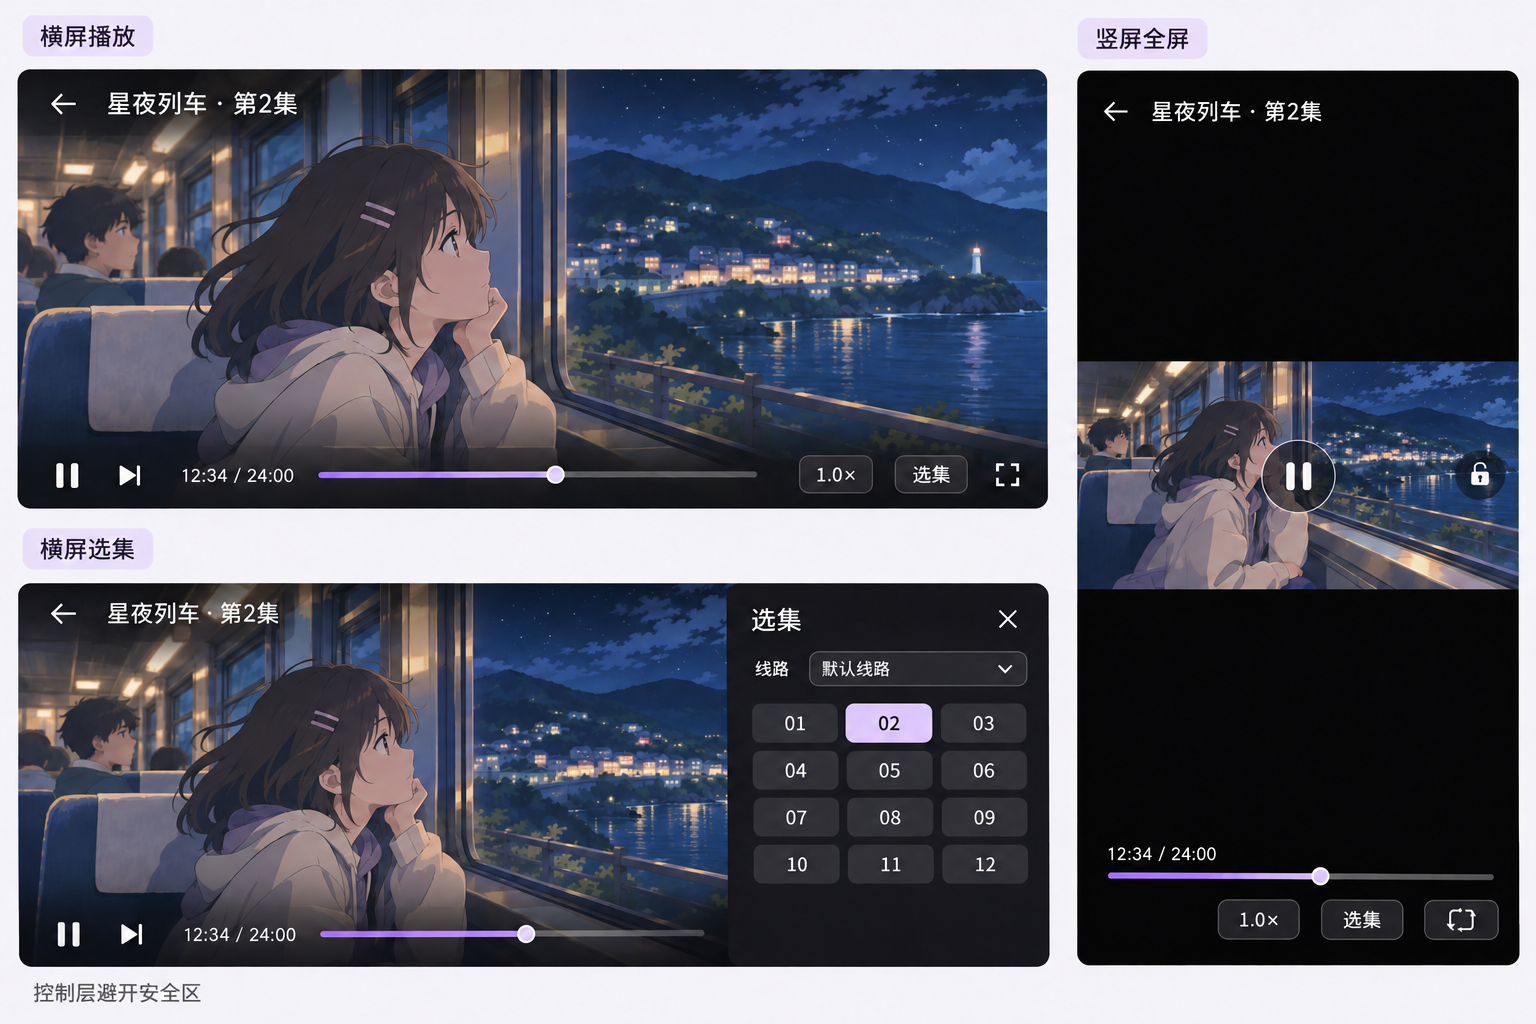 横屏播放
星夜列车 · 第2集
12:34 / 24:00
1.0×
选集
横屏选集
星夜列车 · 第2集
12:34 / 24:00
选集
线路
默认线路
01
02
03
04
05
06
07
08
09
10
11
12
控制层避开安全区
竖屏全屏
星夜列车 · 第2集
12:34 / 24:00
1.0×
选集